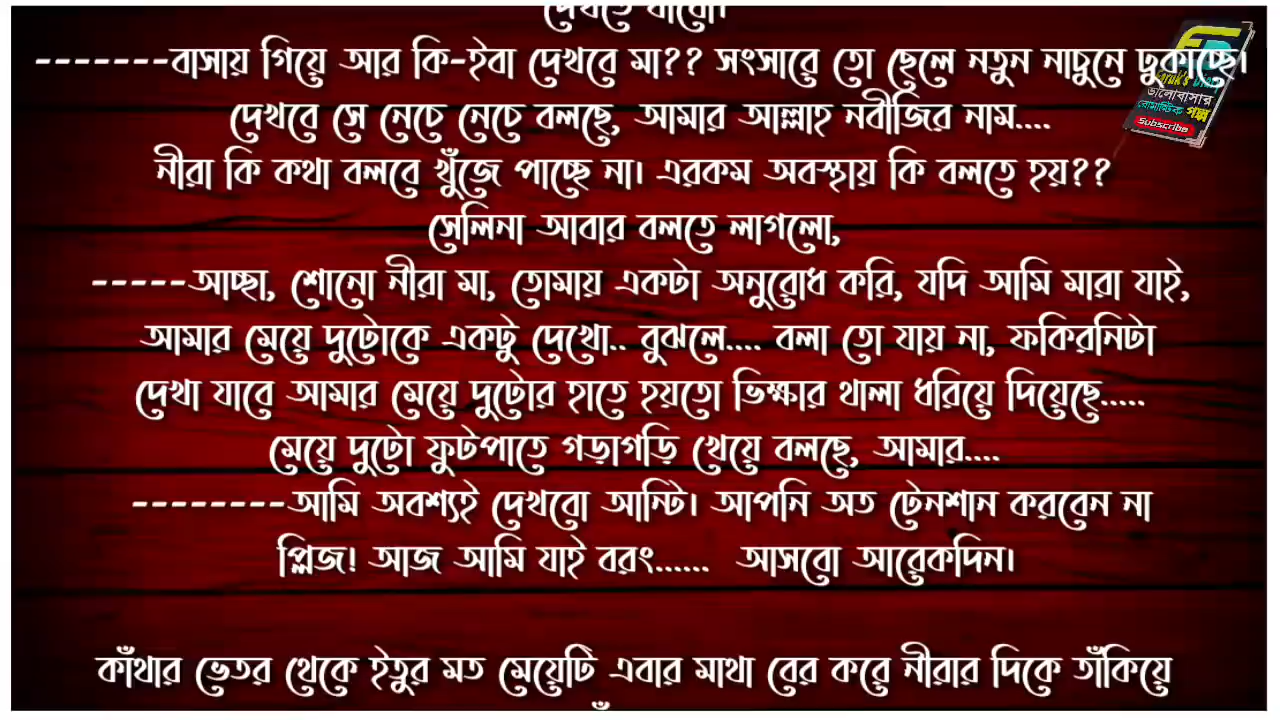 দেখতে যাবো।
-------বাসায় গিয়ে আর কি-ইবা দেখবে মা?? সংসারে তো ছেলে নতুন নাচুনে ঢুকাচ্ছে।
দেখবে সে নেচে নেচে বলছে, আমার আল্লাহ নবীজির নাম....
নীরা কি কথা বলবে খুঁজে পাচ্ছে না। এরকম অবস্থায় কি বলতে হয়??
সেলিনা আবার বলতে লাগলো,
-----আচ্ছা, শোনো নীরা মা, তোমায় একটা অনুরোধ করি, যদি আমি মারা যাই,
আমার মেয়ে দুটোকে একটু দেখো.. বুঝলে.... বলা তো যায় না, ফকিরনিটা
দেখা যাবে আমার মেয়ে দুটোর হাতে হয়তো ভিক্ষার থালা ধরিয়ে দিয়েছে.....
মেয়ে দুটো ফুটপাতে গড়াগড়ি খেয়ে বলছে, আমার....
--------আমি অবশ্যই দেখবো আন্টি। আপনি অত টেনশান করবেন না
প্লিজ! আজ আমি যাই বরং...... আসবো আরেকদিন।
কাঁথার ভেতর থেকে ইতুর মত মেয়েটি এবার মাথা বের করে নীরার দিকে তাঁকিয়ে
ভালোবাসার
রোমান্টিক গল্প
Subscribe